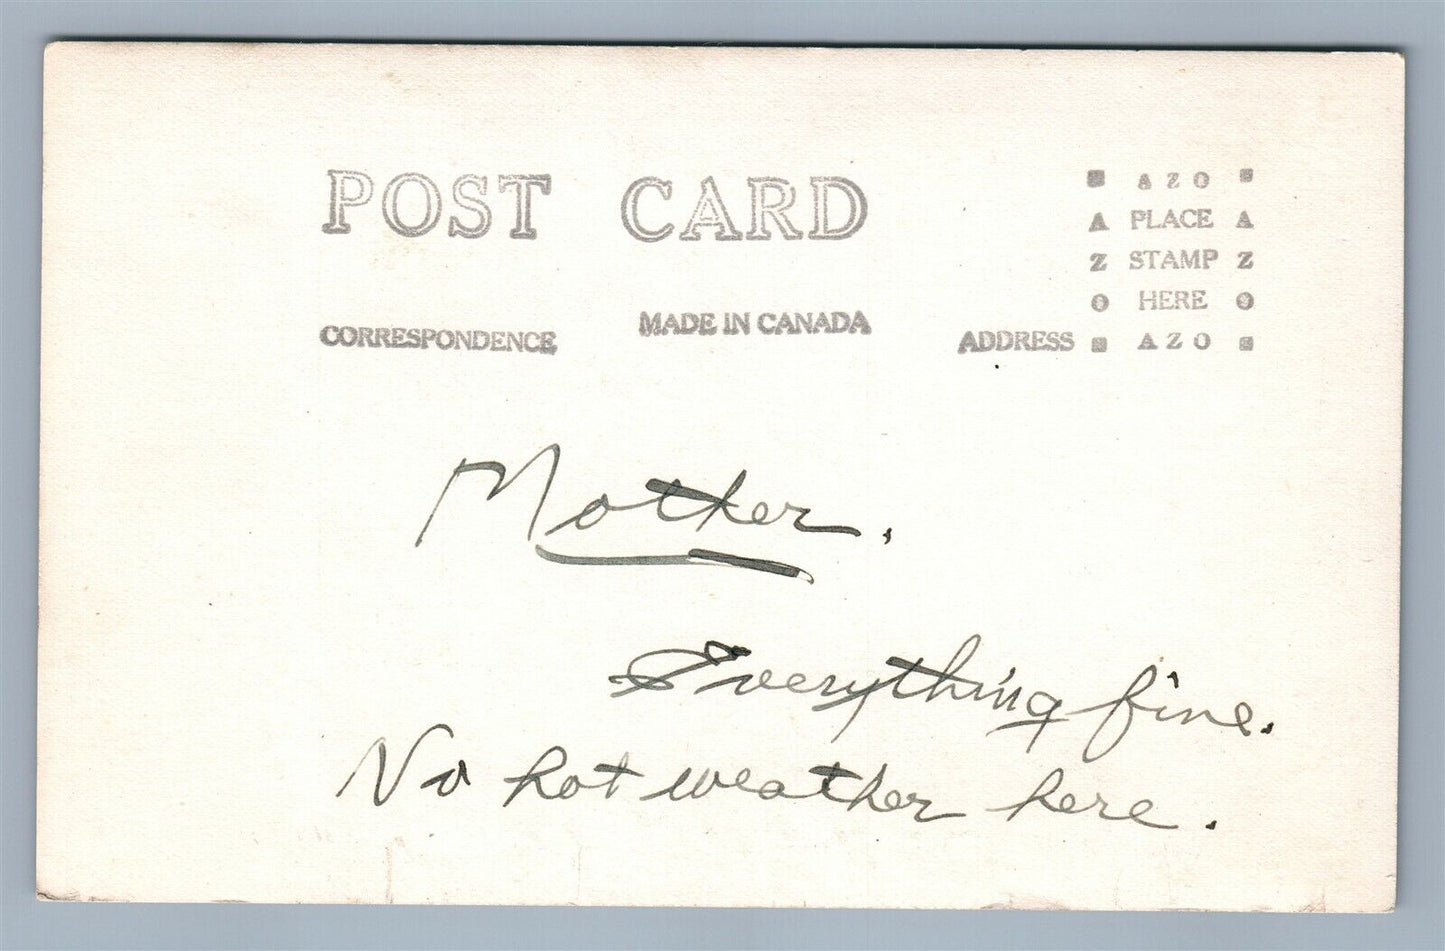 POST CARD
■ AZO ■
A PLACE A
Z STAMP Z
O HERE O
■ AZO ■
CORRESPONDENCE
MADE IN CANADA
ADDRESS
Mother.
Everything fine.
No hot weather here.